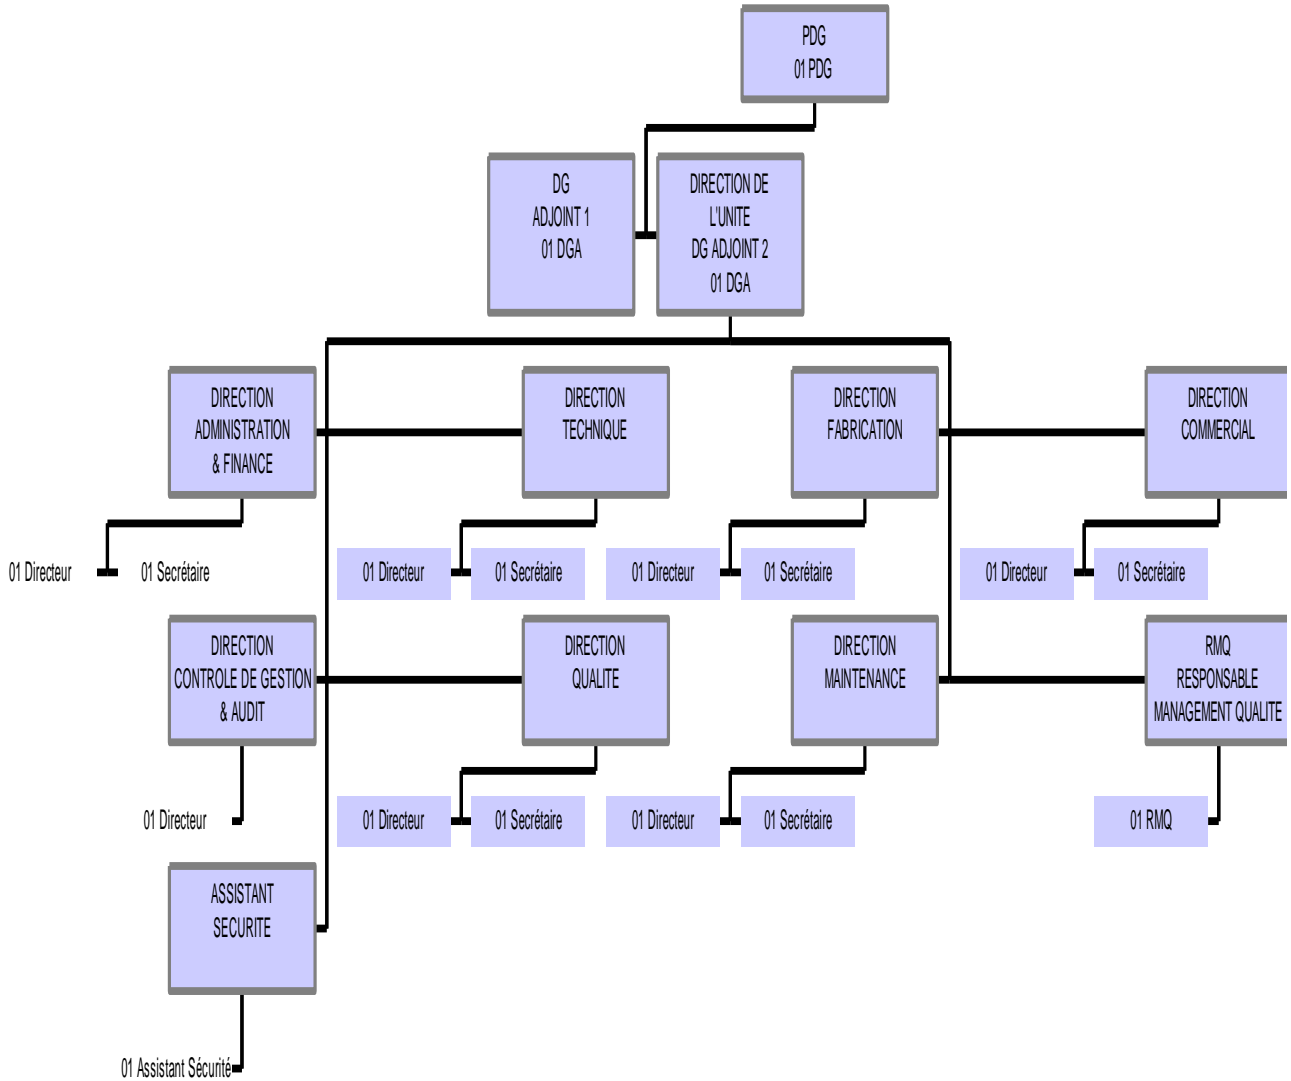 PDG
01 PDG
DG
ADJOINT 1
01 DGA
DIRECTION DE
L'UNITE
DG ADJOINT 2
01 DGA
DIRECTION
ADMINISTRATION
& FINANCE
DIRECTION
TECHNIQUE
DIRECTION
FABRICATION
DIRECTION
COMMERCIAL
01 Directeur
01 Secrétaire
01 Directeur
01 Secrétaire
01 Directeur
01 Secrétaire
01 Directeur
01 Secrétaire
DIRECTION
CONTROLE DE GESTION
& AUDIT
DIRECTION
QUALITE
DIRECTION
MAINTENANCE
RMQ
RESPONSABLE
MANAGEMENT QUALITE
01 Directeur
01 Directeur
01 Secrétaire
01 Directeur
01 Secrétaire
01 RMQ
ASSISTANT
SECURITE
01 Assistant Sécurité